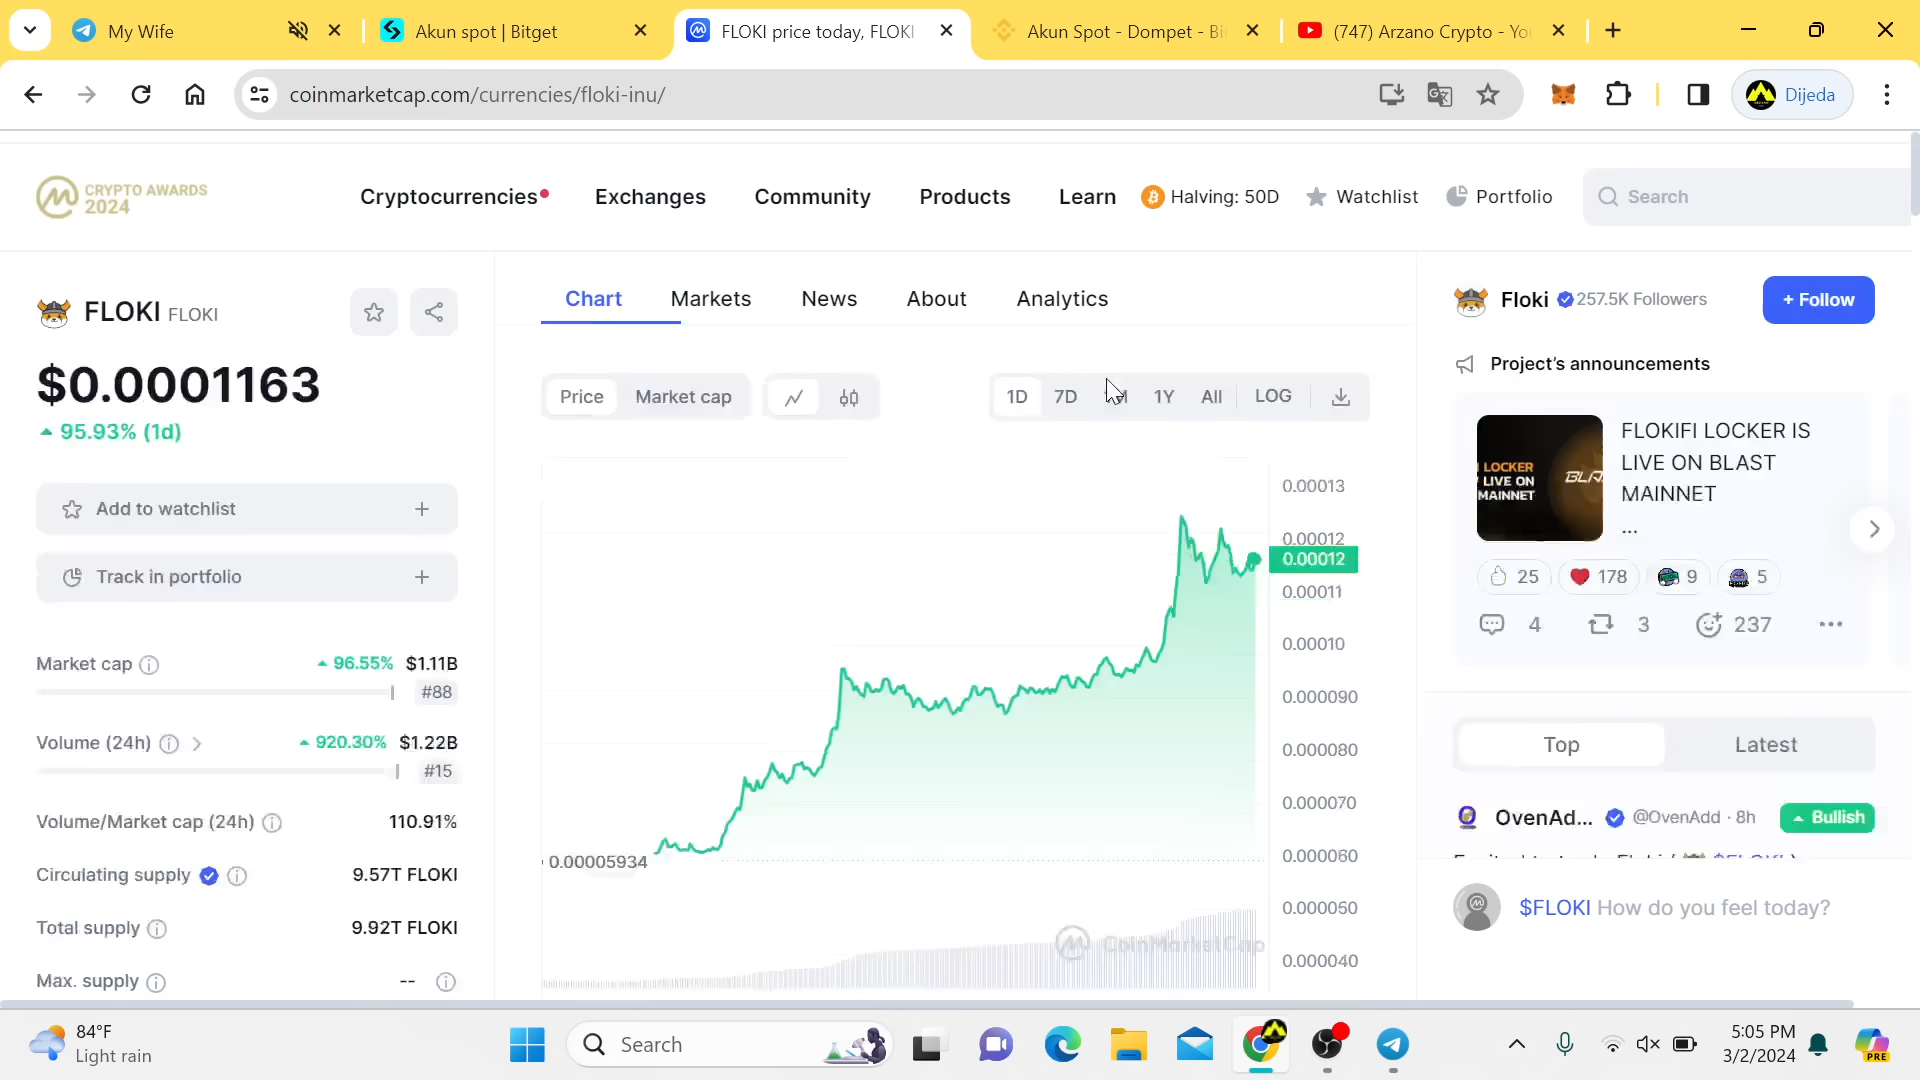 My Wife
Akun spot | Bitget
FLOKI price today, FLOKI
Akun Spot - Dompet - Bi
(747) Arzano Crypto - You
coinmarketcap.com/currencies/floki-inu/
Dijeda
CRYPTO AWARDS
2024
Cryptocurrencies
Exchanges
Community
Products
Learn
Halving: 50D
Watchlist
Portfolio
Search
FLOKI FLOKI
$0.0001163
95.93% (1d)
Add to watchlist
+
Track in portfolio
+
Market cap
96.55% $1.11B
#88
Volume (24h)
920.30% $1.22B
#15
Volume/Market cap (24h)
110.91%
Circulating supply
9.57T FLOKI
Total supply
9.92T FLOKI
Max. supply
--
Chart
Markets
News
About
Analytics
Price
Market cap
1D
7D
1Y
All
LOG
0.00013
0.00012
0.00012
0.00011
0.00010
0.000090
0.000080
0.000070
0.000060
0.000050
0.000040
0.00005934
CoinMarketCap
Floki
257.5K Followers
+ Follow
Project's announcements
LOCKER
LIVE ON
MAINNET
BLA
FLOKIFI LOCKER IS
LIVE ON BLAST
MAINNET
...
25
178
9
5
4
3
237
Top
Latest
OvenAd...
@OvenAdd · 8h
Bullish
$FLOKI How do you feel today?
84°F
Light rain
Search
5:05 PM
3/2/2024
PRE